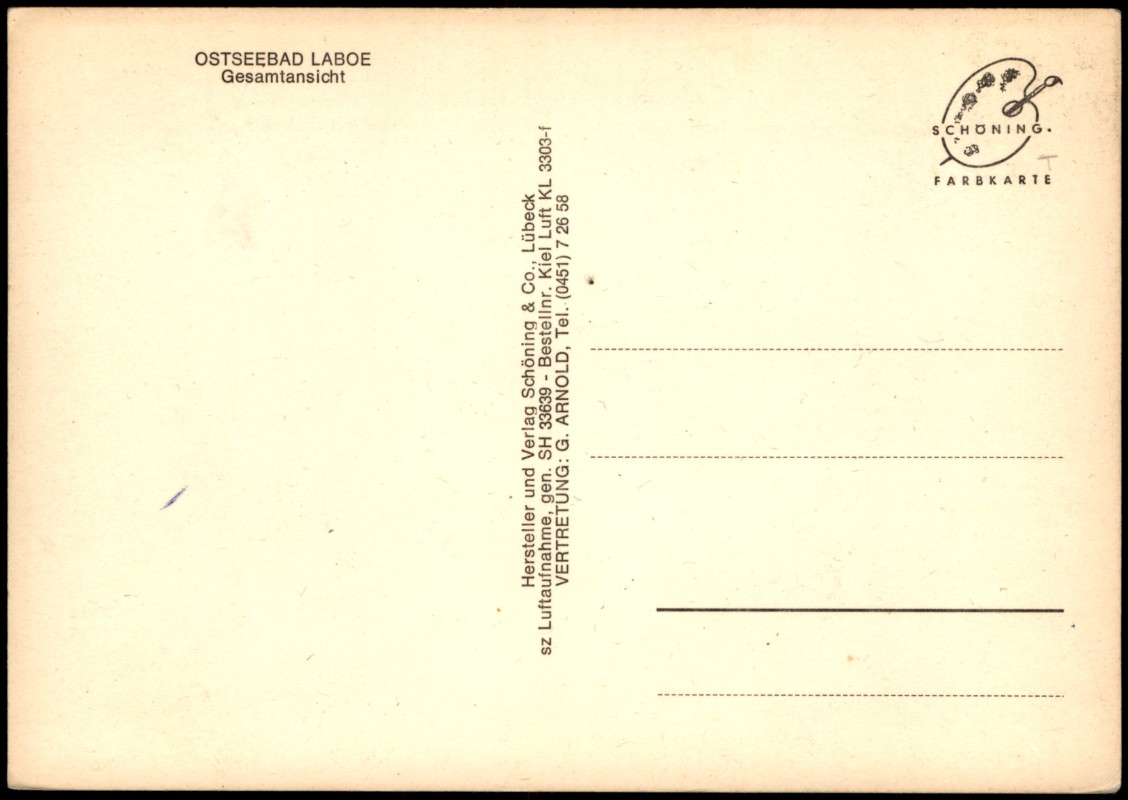 OSTSEEBAD LABOE
Gesamtansicht
Hersteller und Verlag Schöning & Co., Lübeck
sz Luftaufnahme, gen. SH 33639 - Bestellnr. Kiel Luft KL 3303-f
VERTRETUNG: G. ARNOLD, Tel. (0451) 7 26 58
SCHÖNING.
FARBKARTE
T